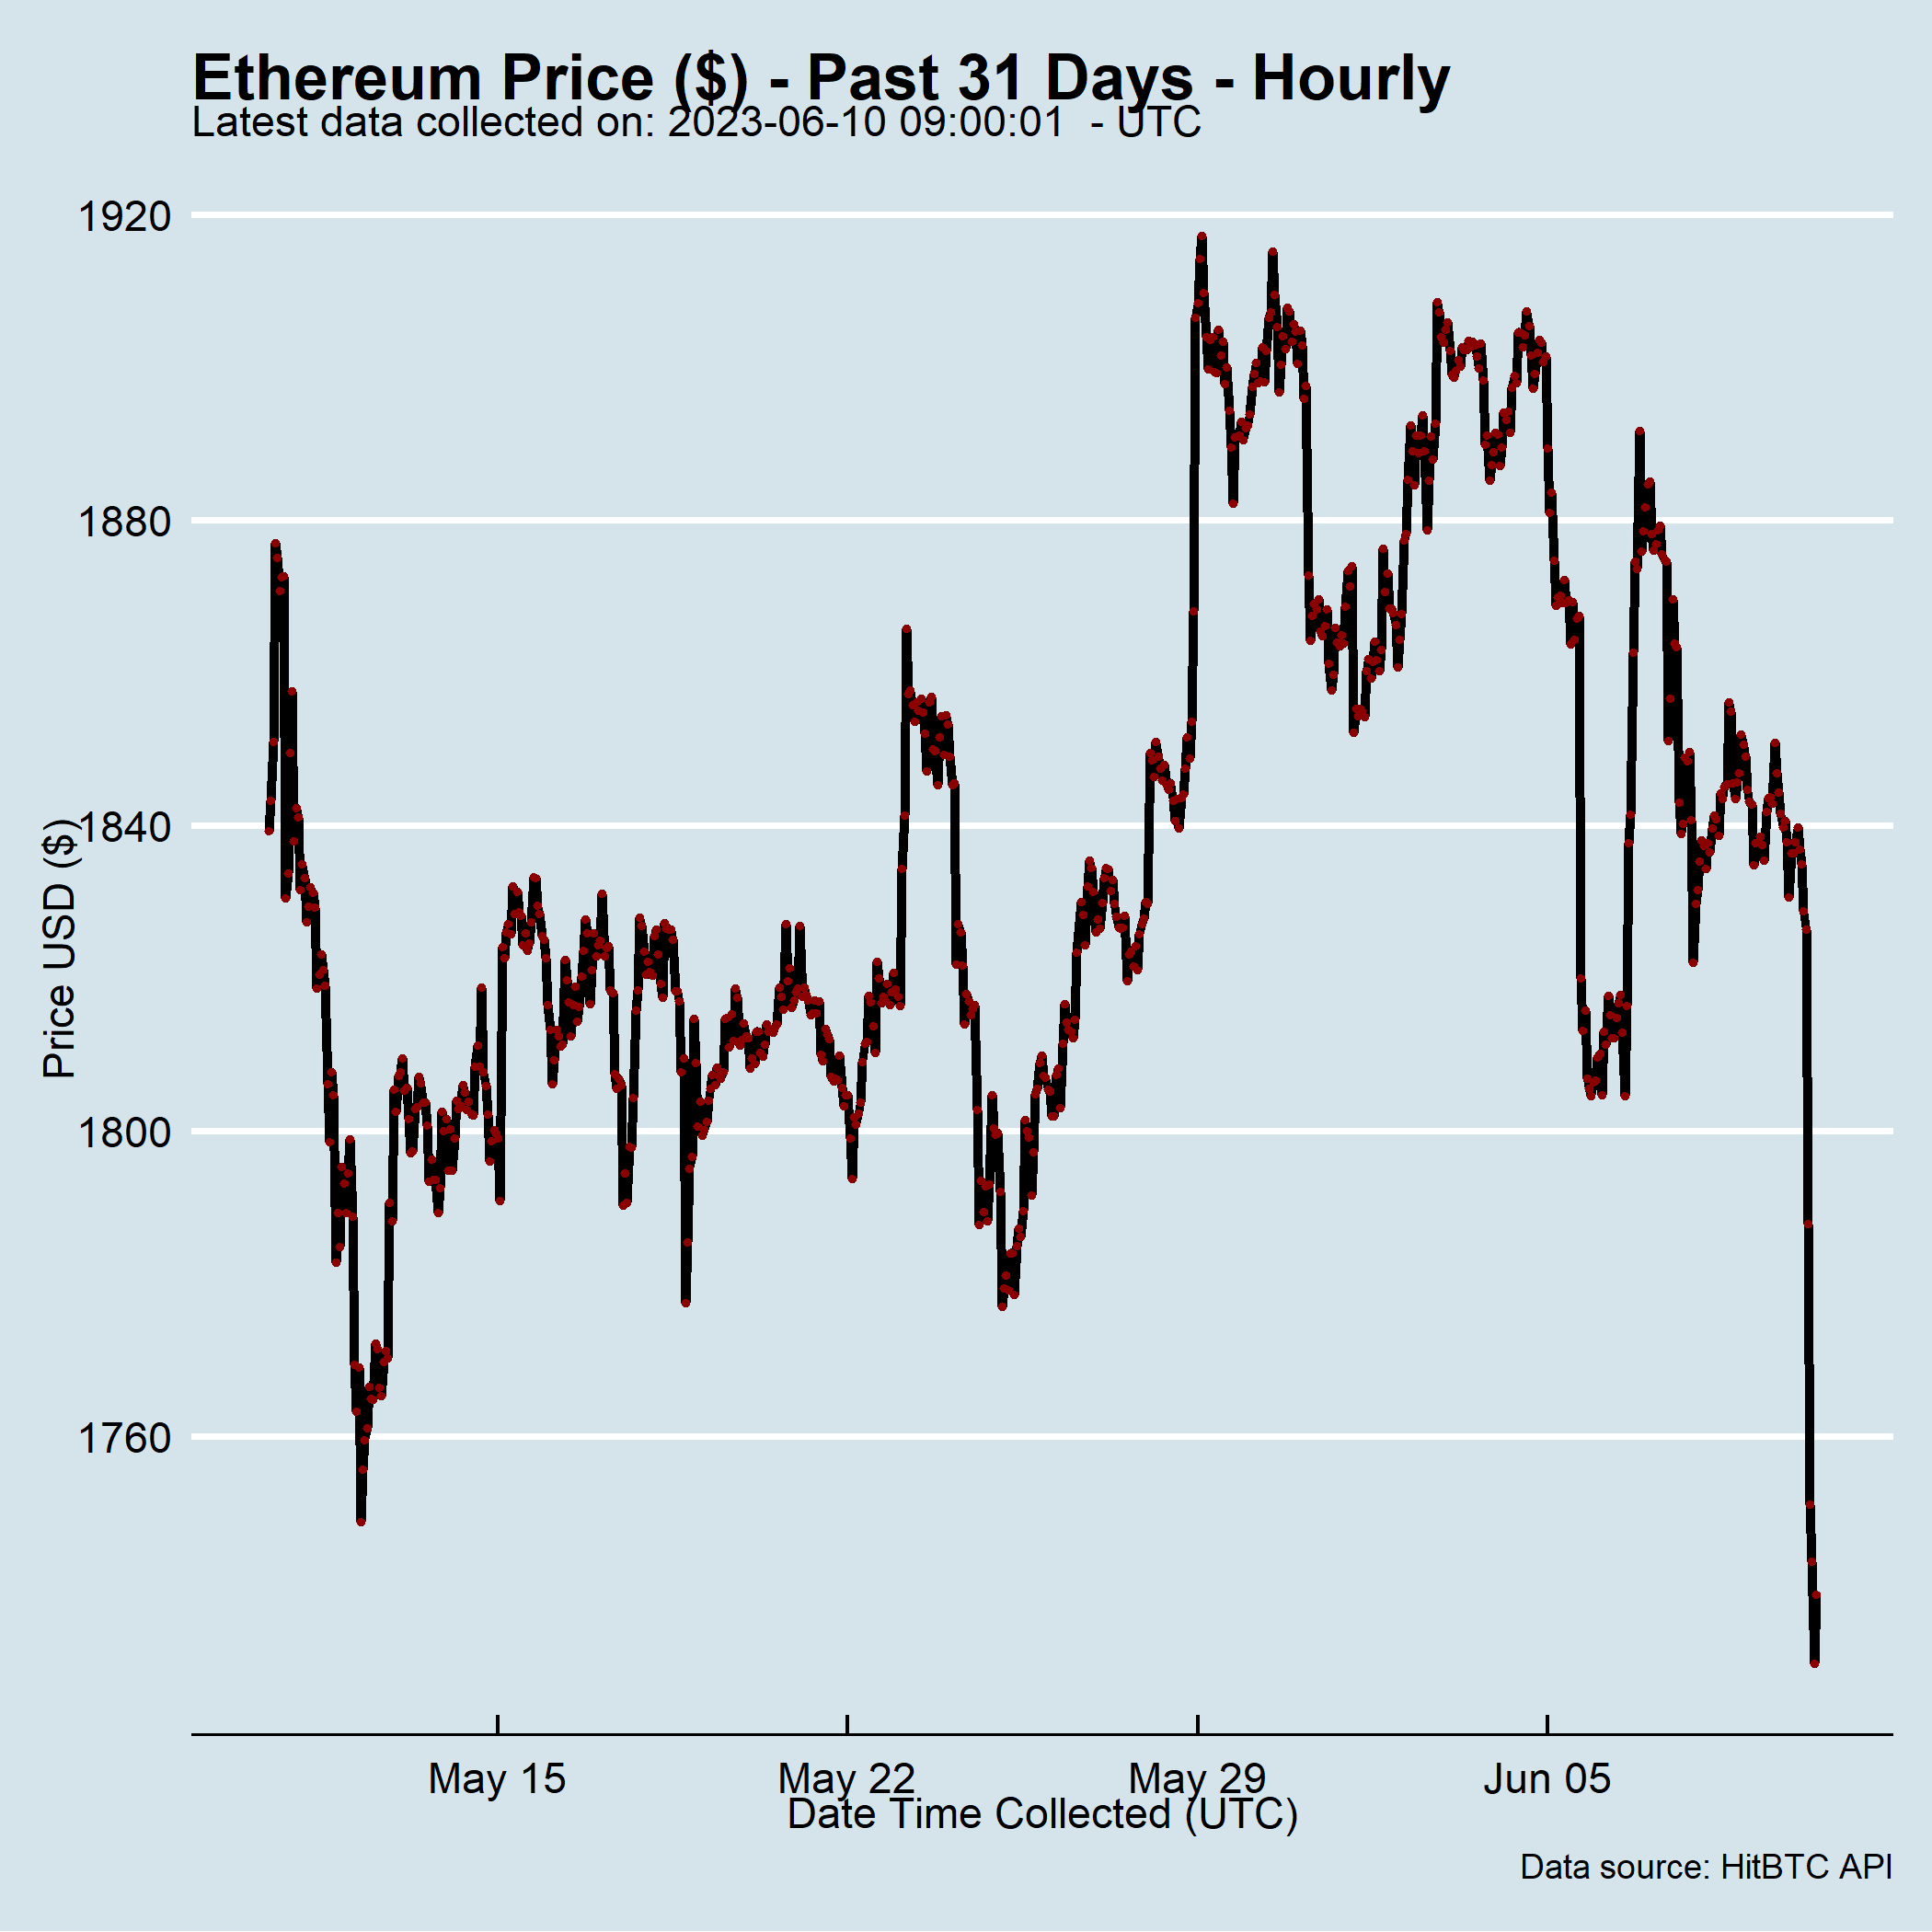 Ethereum Price ($) - Past 31 Days - Hourly
Latest data collected on: 2023-06-10 09:00:01  - UTC
1920
1880
1840
1800
1760
Price USD ($)
May 15
May 22
May 29
Jun 05
Date Time Collected (UTC)
Data source: HitBTC API